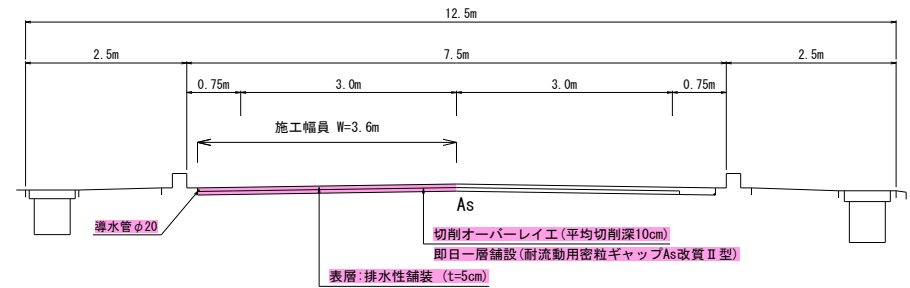 12.5m
2.5m 7.5m 2.5m
0.75m 3.0m 3.0m 0.75m
施工幅員 W=3.6m
As
導水管φ20
切削オーバーレイエ(平均切削深10cm)
即日一層舗設(耐流動用密粒ギャップAs改質Ⅱ型)
表層:排水性舗装 (t=5cm)